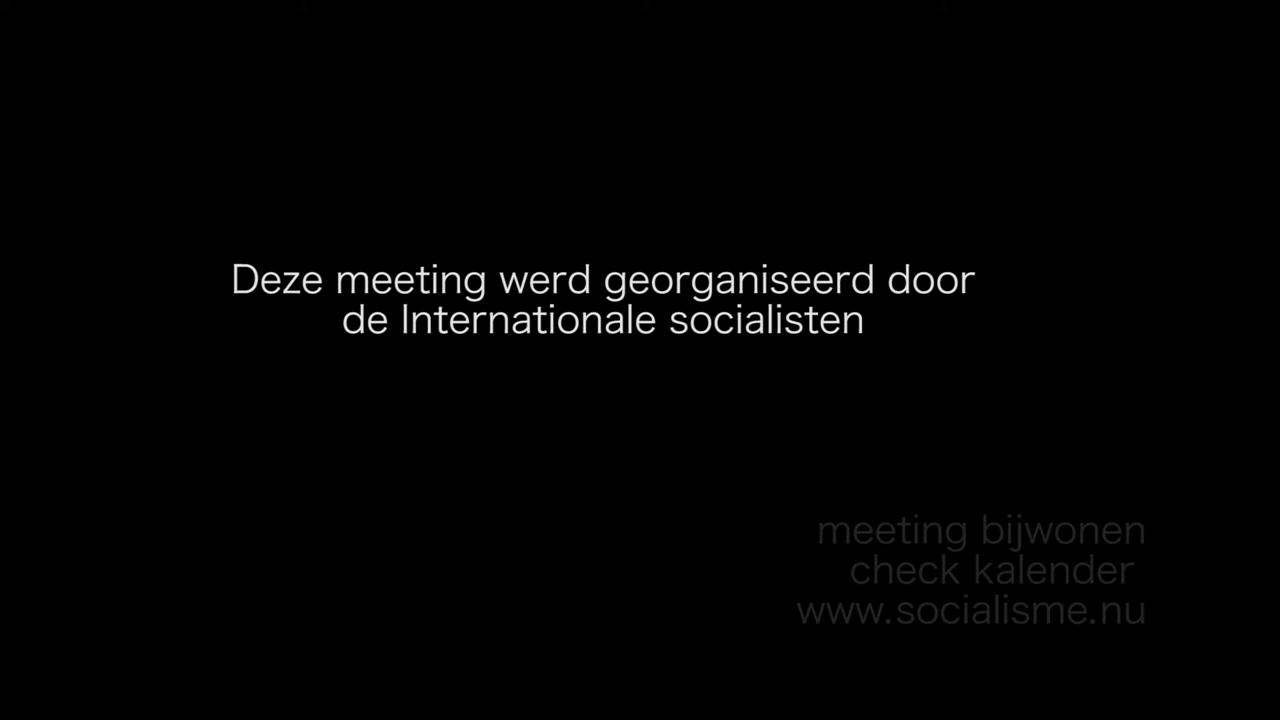 Deze meeting werd georganiseerd door
de Internationale socialisten
meeting bijwonen
check kalender
www.socialisme.nu